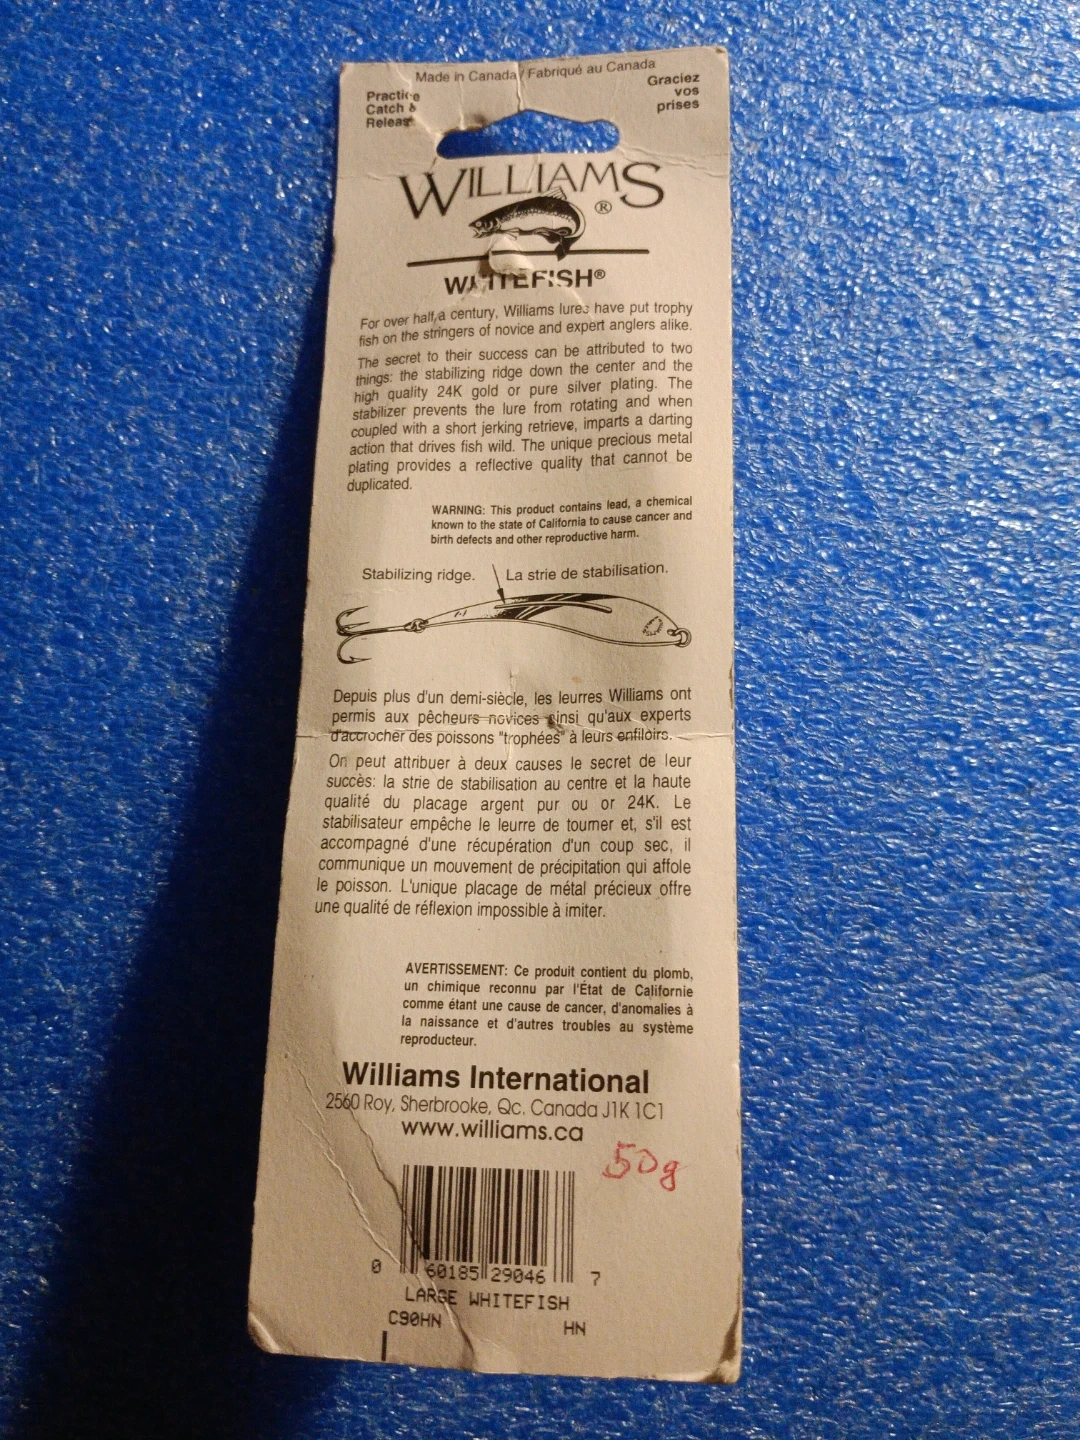 Made in Canada / Fabriqué au Canada
Practice
Catch &
Release
Graciez
vos
prises
WILLIAMS
®
WHITEFISH®
For over half a century, Williams lures have put trophy
fish on the stringers of novice and expert anglers alike.
The secret to their success can be attributed to two
things: the stabilizing ridge down the center and the
high quality 24K gold or pure silver plating. The
stabilizer prevents the lure from rotating and when
coupled with a short jerking retrieve, imparts a darting
action that drives fish wild. The unique precious metal
plating provides a reflective quality that cannot be
duplicated.
WARNING: This product contains lead, a chemical
known to the state of California to cause cancer and
birth defects and other reproductive harm.
Stabilizing ridge. La strie de stabilisation.
Depuis plus d'un demi-siècle, les leurres Williams ont
permis aux pêcheurs novices ainsi qu'aux experts
d'accrocher des poissons "trophées" à leurs enfiloirs.
On peut attribuer à deux causes le secret de leur
succès: la strie de stabilisation au centre et la haute
qualité du placage argent pur ou or 24K. Le
stabilisateur empêche le leurre de tourner et, s'il est
accompagné d'une récupération d'un coup sec, il
communique un mouvement de précipitation qui affole
le poisson. L'unique placage de métal précieux offre
une qualité de réflexion impossible à imiter.
AVERTISSEMENT: Ce produit contient du plomb,
un chimique reconnu par l'État de Californie
comme étant une cause de cancer, d'anomalies à
la naissance et d'autres troubles au système
reproducteur.
Williams International
2560 Roy, Sherbrooke, Qc. Canada J1K 1C1
www.williams.ca
50g
0 60185 29046 7
LARGE WHITEFISH
C90HN HN